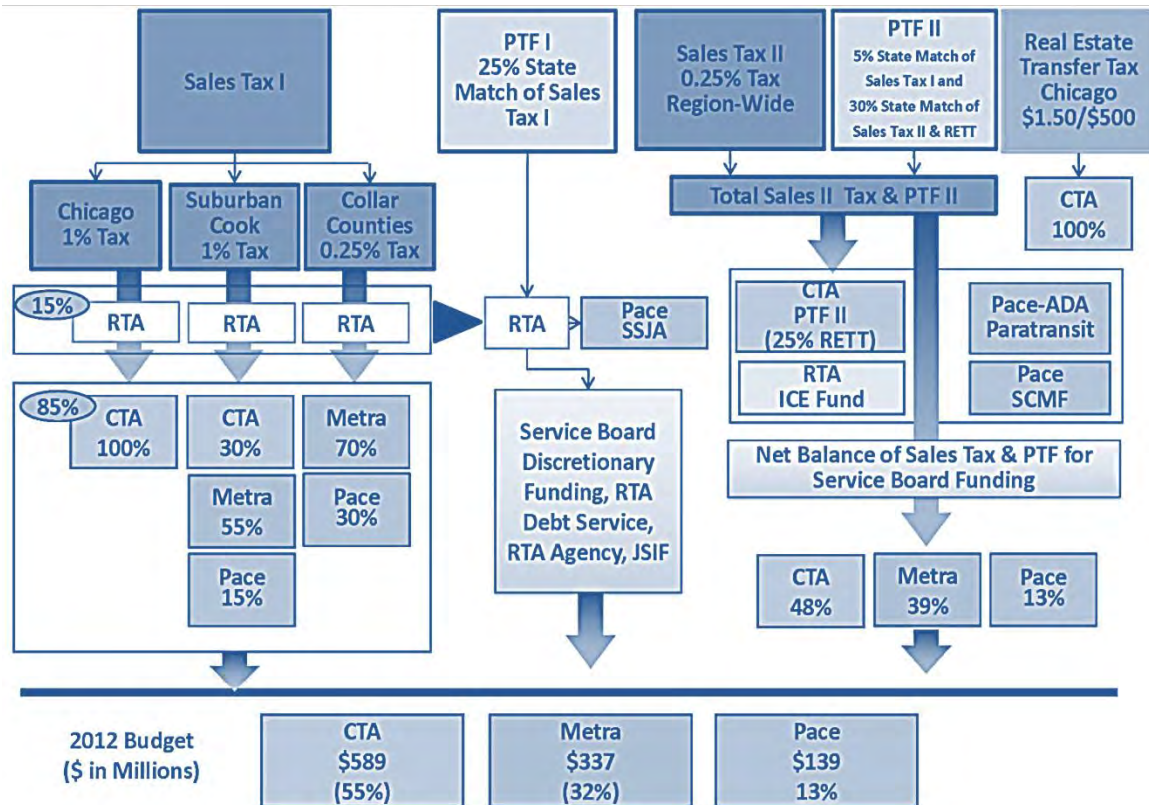 Sales Tax I
PTF I
25% State
Match of Sales
Tax I
Sales Tax II
0.25% Tax
Region-Wide
PTF II
5% State Match of
Sales Tax I and
30% State Match of
Sales Tax II & RETT
Real Estate
Transfer Tax
Chicago
$1.50/$500
Chicago
1% Tax
Suburban
Cook
1% Tax
Collar
Counties
0.25% Tax
Total Sales II Tax & PTF II
CTA
100%
15%
RTA
RTA
RTA
RTA
Pace
SSJA
CTA
PTF II
(25% RETT)
Pace-ADA
Paratransit
RTA
ICE Fund
Pace
SCMF
85%
CTA
100%
CTA
30%
Metra
70%
Metra
55%
Pace
30%
Pace
15%
Service Board
Discretionary
Funding, RTA
Debt Service,
RTA Agency, JSIF
Net Balance of Sales Tax & PTF for
Service Board Funding
CTA
48%
Metra
39%
Pace
13%
2012 Budget
($ in Millions)
CTA
$589
(55%)
Metra
$337
(32%)
Pace
$139
13%